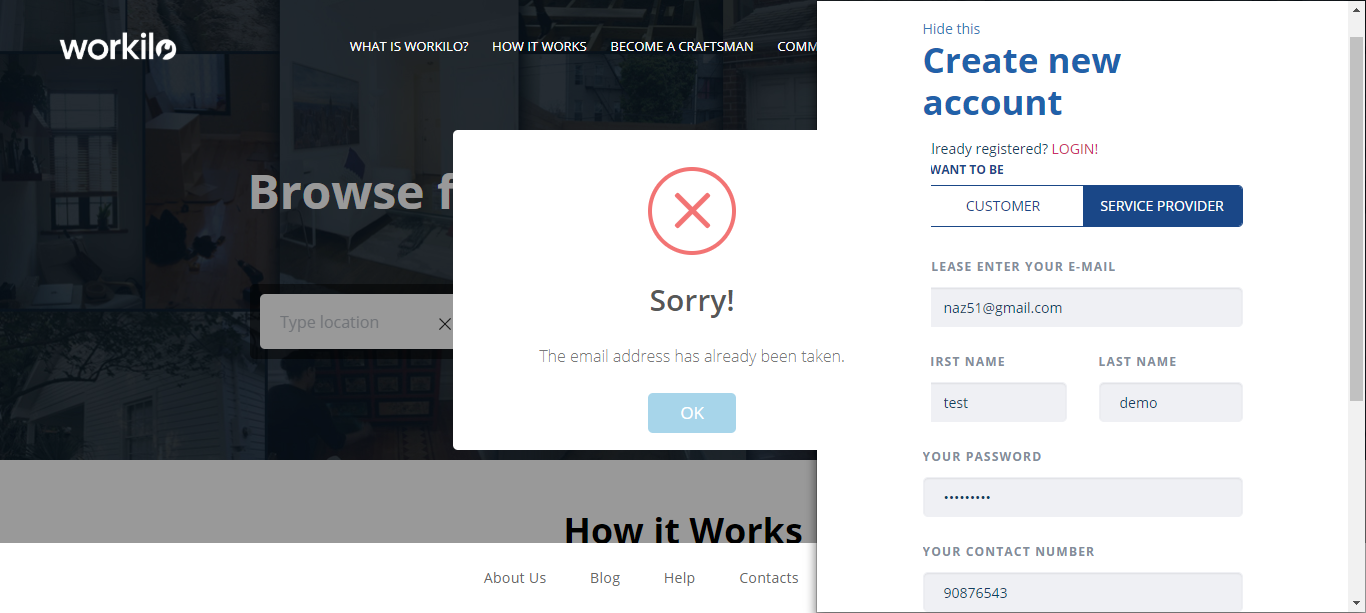 workilo
WHAT IS WORKILO? HOW IT WORKS BECOME A CRAFTSMAN COMM
Browse f
Type location
Sorry!
The email address has already been taken.
OK
How it Works
About Us Blog Help Contacts
Hide this
Create new
account
lready registered? LOGIN!
WANT TO BE
CUSTOMER SERVICE PROVIDER
LEASE ENTER YOUR E-MAIL
naz51@gmail.com
IRST NAME LAST NAME
test demo
YOUR PASSWORD
•••••••••
YOUR CONTACT NUMBER
90876543